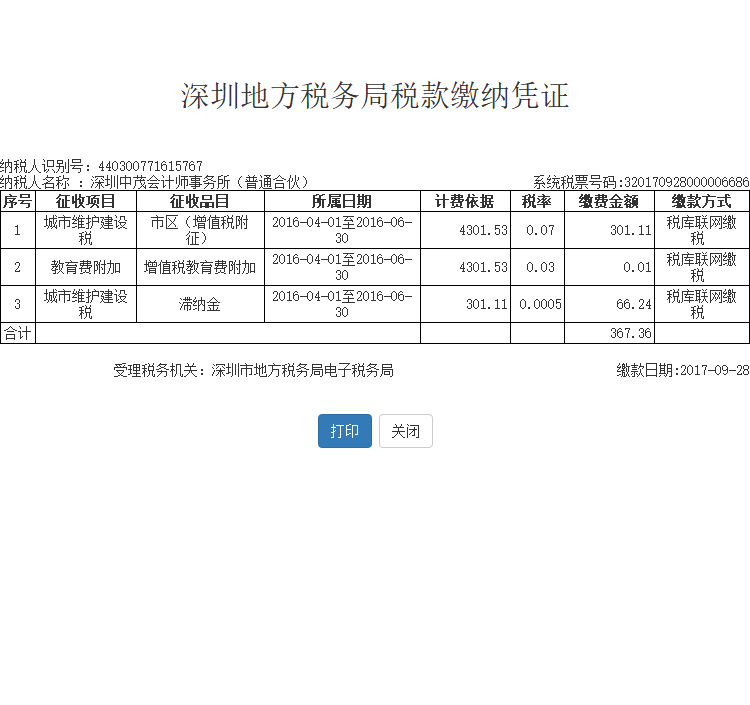 深圳地方税务局税款缴纳凭证
纳税人识别号：440300771615767
纳税人名称 ：深圳中茂会计师事务所（普通合伙） 系统税票号码:320170928000006686
序号 征收项目 征收品目 所属日期 计费依据 税率 缴费金额 缴款方式
1 城市维护建设税 市区（增值税附征） 2016-04-01至2016-06-30 4301.53 0.07 301.11 税库联网缴税
2 教育费附加 增值税教育费附加 2016-04-01至2016-06-30 4301.53 0.03 0.01 税库联网缴税
3 城市维护建设税 滞纳金 2016-04-01至2016-06-30 301.11 0.0005 66.24 税库联网缴税
合计 367.36
受理税务机关：深圳市地方税务局电子税务局 缴款日期:2017-09-28
打印 关闭